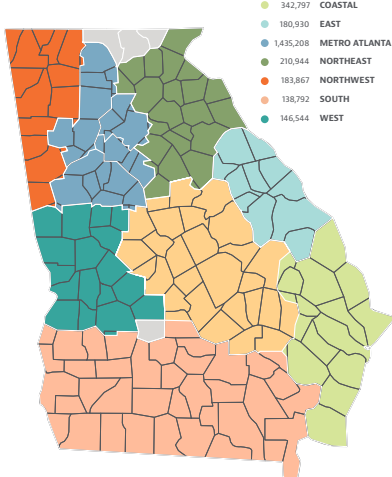 342,797 COASTAL
180,930 EAST
1,435,208 METRO ATLANTA
210,944 NORTHEAST
183,867 NORTHWEST
138,792 SOUTH
146,544 WEST